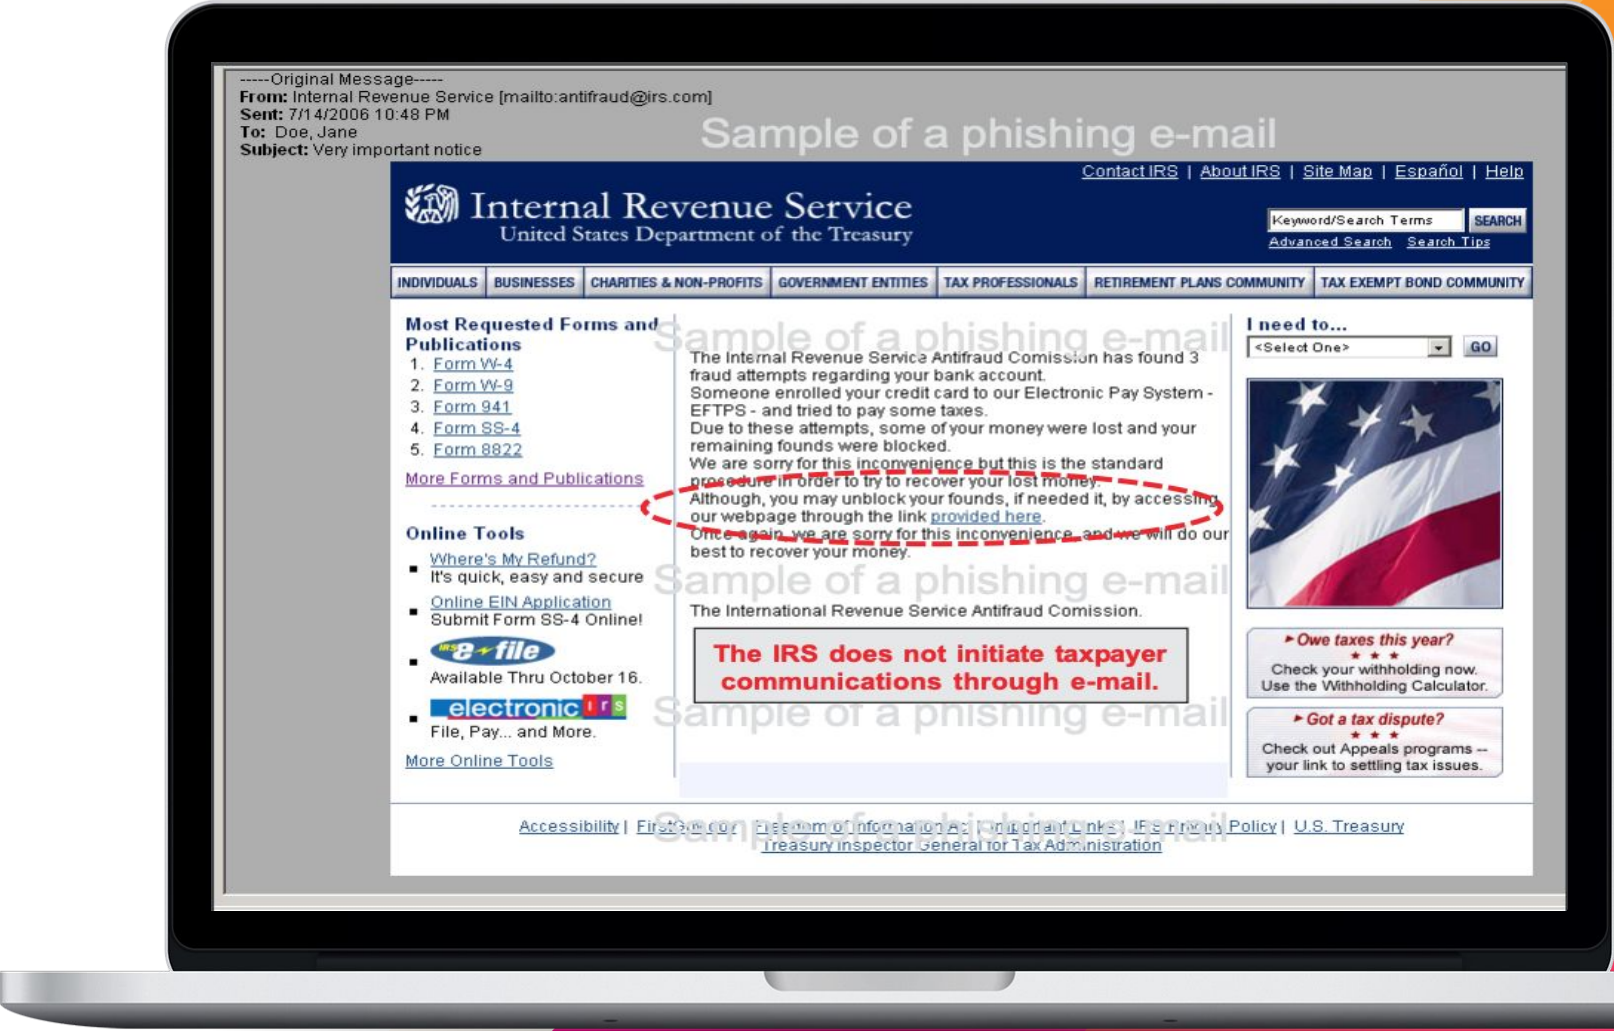 -----Original Message-----
From: Internal Revenue Service [mailto:antifraud@irs.com]
Sent: 7/14/2006 10:48 PM
To: Doe, Jane
Subject: Very important notice
Sample of a phishing e-mail
Contact IRS | About IRS | Site Map | Español | Help
Internal Revenue Service
United States Department of the Treasury
Keyword/Search Terms SEARCH
Advanced Search Search Tips
INDIVIDUALS BUSINESSES CHARITIES & NON-PROFITS GOVERNMENT ENTITIES TAX PROFESSIONALS RETIREMENT PLANS COMMUNITY TAX EXEMPT BOND COMMUNITY
Most Requested Forms and
Publications
1. Form W-4
2. Form W-9
3. Form 941
4. Form SS-4
5. Form 8822
More Forms and Publications
Online Tools
Where's My Refund?
It's quick, easy and secure
Online EIN Application
Submit Form SS-4 Online!
IRS e-file
Available Thru October 16.
electronic irs
File, Pay... and More.
More Online Tools
Sample of a phishing e-mail
The Internal Revenue Service Antifraud Comission has found 3
fraud attempts regarding your bank account.
Someone enrolled your credit card to our Electronic Pay System -
EFTPS - and tried to pay some taxes.
Due to these attempts, some of your money were lost and your
remaining founds were blocked.
We are sorry for this inconvenience but this is the standard
procedure in order to try to recover your lost money.
Although, you may unblock your founds, if needed it, by accessing
our webpage through the link provided here.
Once again, we are sorry for this inconvenience, and we will do our
best to recover your money.
Sample of a phishing e-mail
The International Revenue Service Antifraud Comission.
The IRS does not initiate taxpayer
communications through e-mail.
Sample of a phishing e-mail
I need to...
<Select One> GO
Owe taxes this year?
Check your withholding now.
Use the Withholding Calculator.
Got a tax dispute?
Check out Appeals programs --
your link to settling tax issues.
Accessibility | FirstGov.gov | Freedom of Information Act | Important Links | IRS Privacy Policy | U.S. Treasury
Sample of a phishing e-mail
Treasury Inspector General for Tax Administration